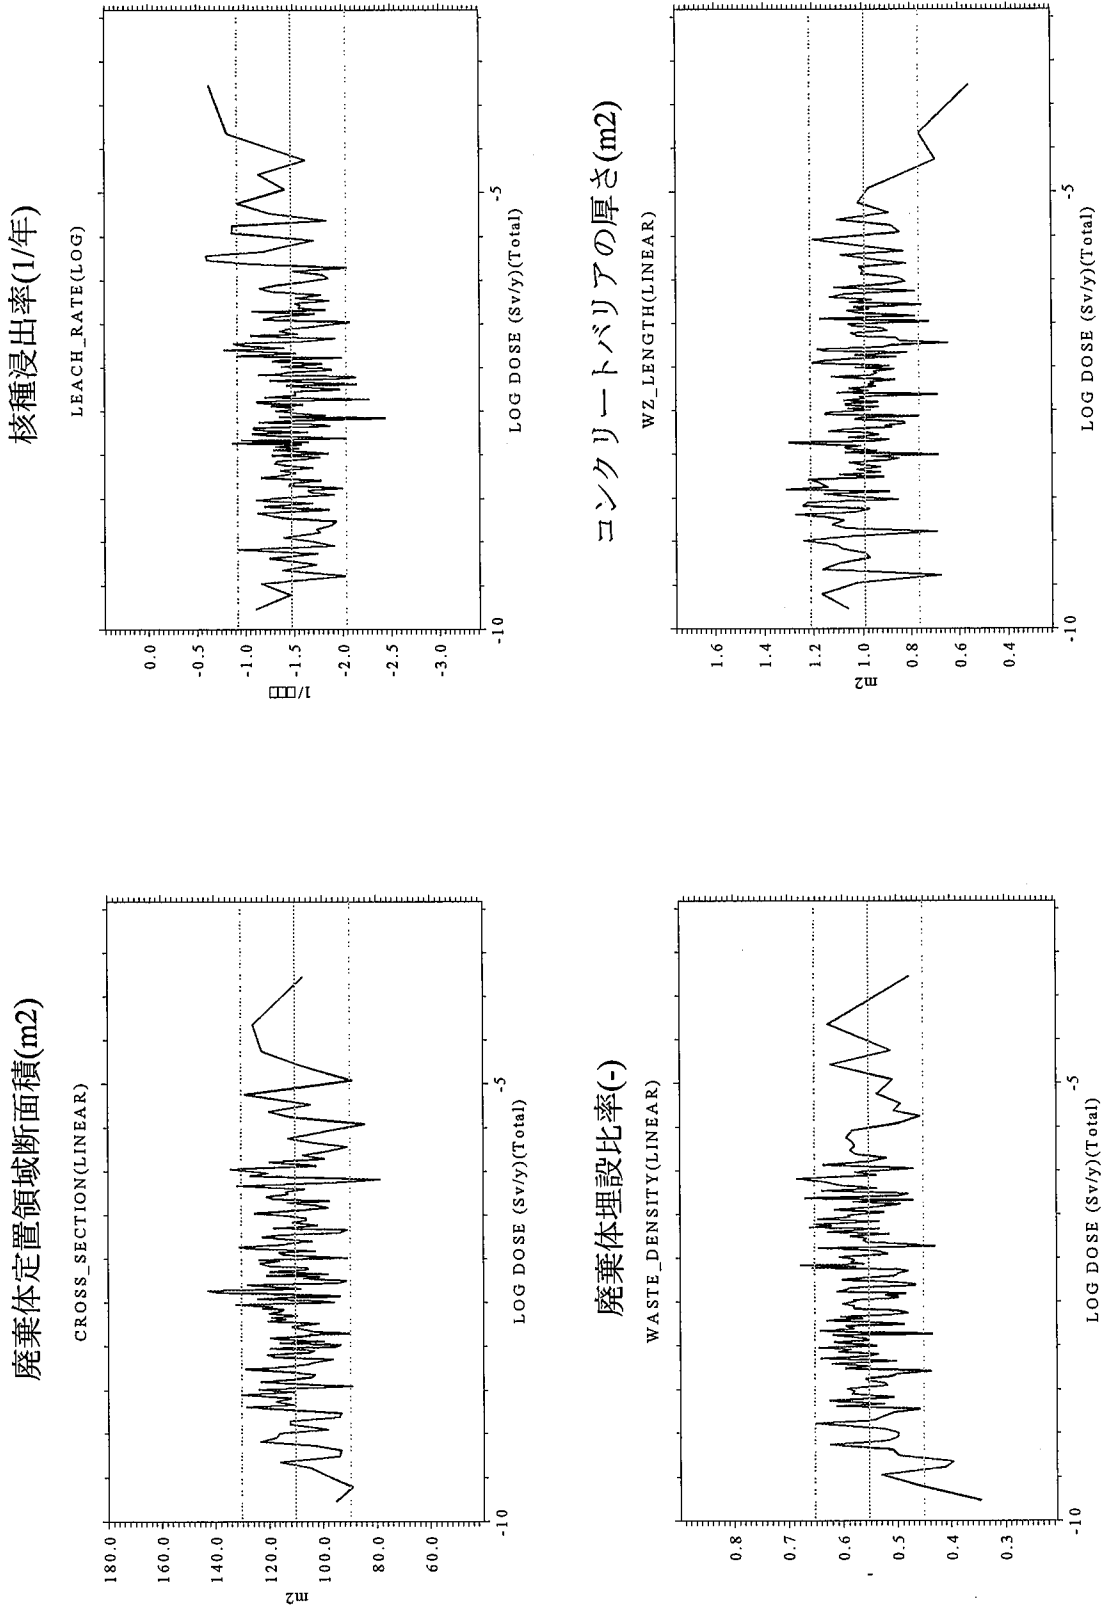 廃棄体定置領域断面積(m2)
CROSS_SECTION(LINEAR)
m2
180.0
160.0
140.0
120.0
100.0
80.0
60.0
-10
-5
LOG DOSE (Sv/y)(Total)
核種浸出率(1/年)
LEACH_RATE(LOG)
1/□□□
0.0
-0.5
-1.0
-1.5
-2.0
-2.5
-3.0
-10
-5
LOG DOSE (Sv/y)(Total)
廃棄体埋設比率(-)
WASTE_DENSITY(LINEAR)
-
0.8
0.7
0.6
0.5
0.4
0.3
-10
-5
LOG DOSE (Sv/y)(Total)
コンクリートバリアの厚さ(m2)
WZ_LENGTH(LINEAR)
m2
1.6
1.4
1.2
1.0
0.8
0.6
0.4
-10
-5
LOG DOSE (Sv/y)(Total)